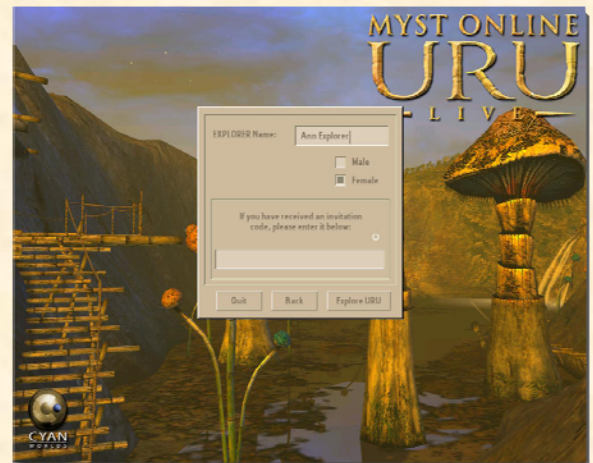 MYST ONLINE
URU
LIVE
EXPLORER Name:
Ann Explorer
Male
Female
If you have received an invitation
code, please enter it below:
Quit
Back
Explore URU
CYAN
WORLDS